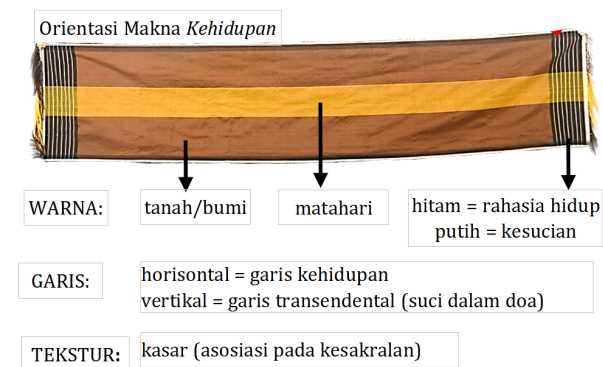 Orientasi Makna Kehidupan
WARNA:
tanah/bumi
matahari
hitam = rahasia hidup
putih = kesucian
GARIS:
horisontal = garis kehidupan
vertikal = garis transendental (suci dalam doa)
TEKSTUR:
kasar (asosiasi pada kesakralan)